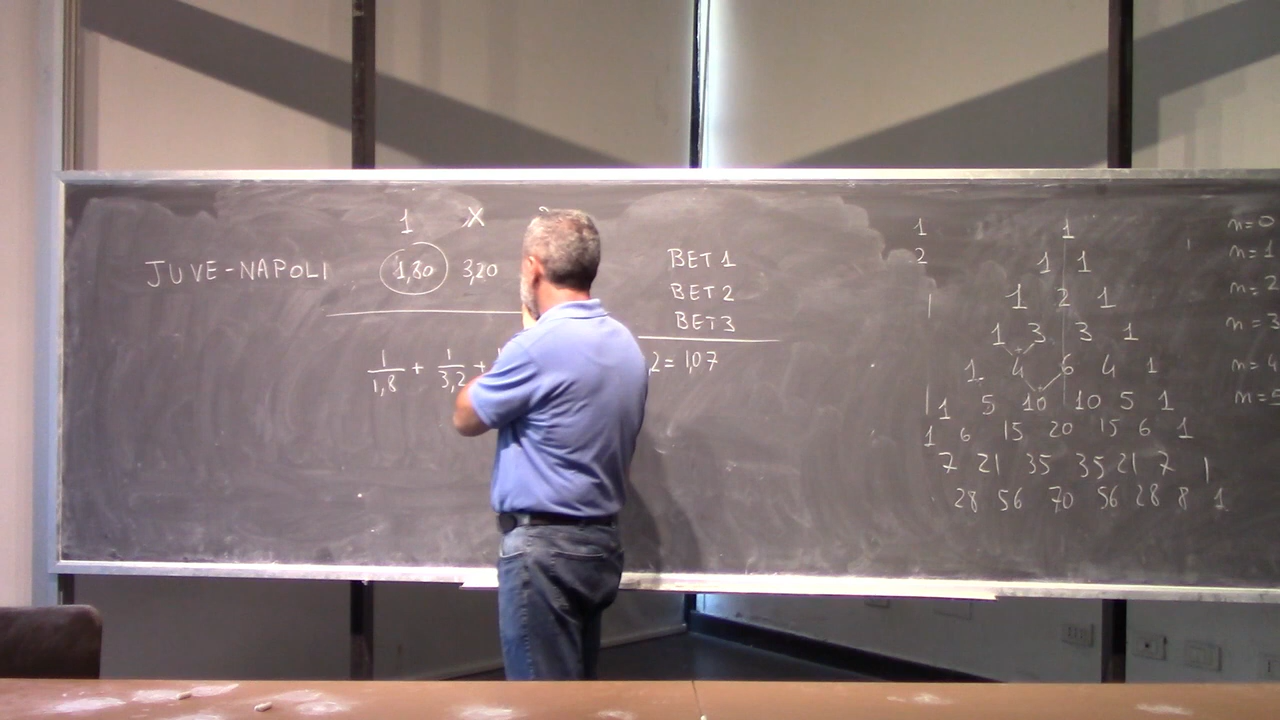 1 X
JUVE-NAPOLI 1,80 3,20
1/1,8 + 1/3,2 +
2 = 1,07
BET 1
BET 2
BET 3
1
2
1
1 1
1 2 1
1 3 3 1
1 4 6 4 1
1 5 10 10 5 1
1 6 15 20 15 6 1
7 21 35 35 21 7 1
28 56 70 56 28 8 1
n=0
n=1
n=2
n=3
n=4
n=5